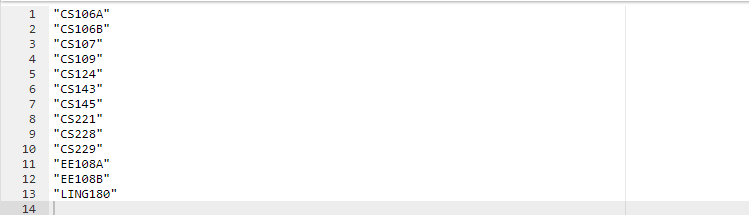 1 "CS106A"
2 "CS106B"
3 "CS107"
4 "CS109"
5 "CS124"
6 "CS143"
7 "CS145"
8 "CS221"
9 "CS228"
10 "CS229"
11 "EE108A"
12 "EE108B"
13 "LING180"
14